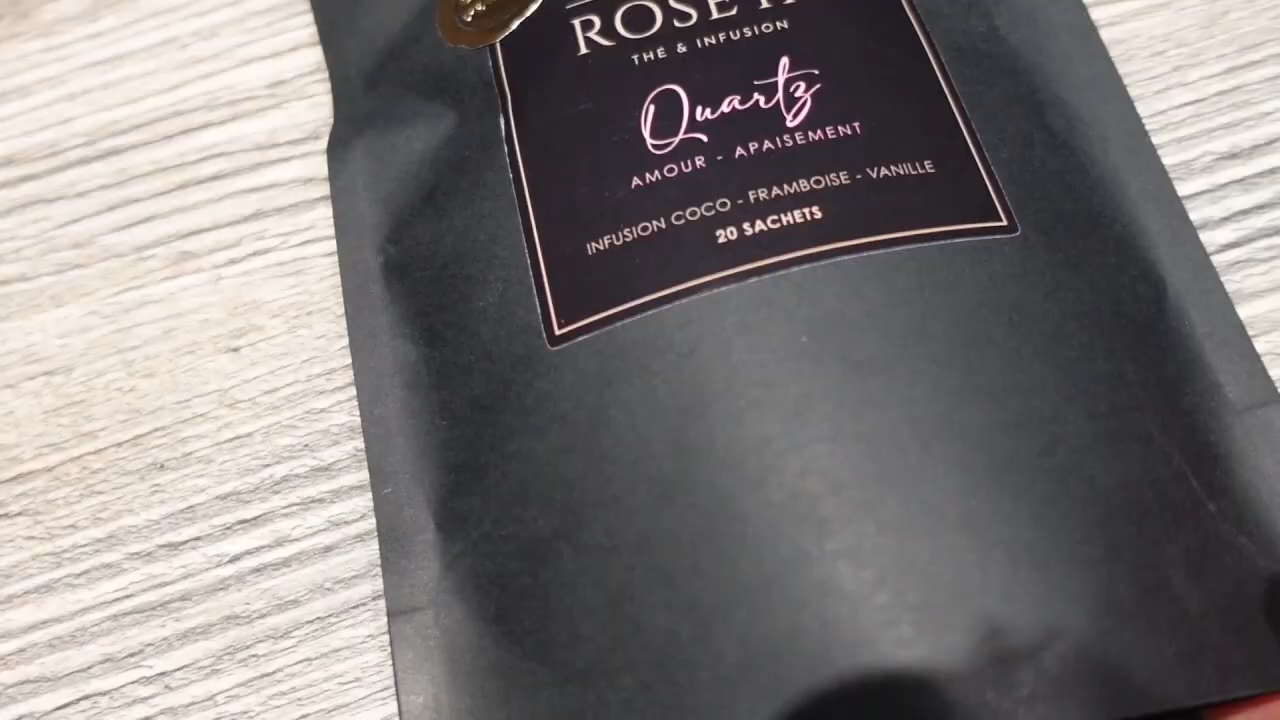 THÉ & INFUSION
Quartz
AMOUR - APAISEMENT
INFUSION COCO - FRAMBOISE - VANILLE
20 SACHETS